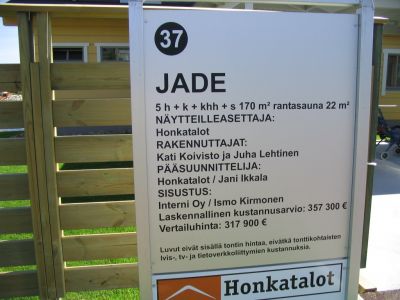 37
JADE
5 h + k + khh + s 170 m² rantasauna 22 m²
NÄYTTEILLEASETTAJA:
Honkatalot
RAKENNUTTAJAT:
Kati Koivisto ja Juha Lehtinen
PÄÄSUUNNITTELIJA:
Honkatalot / Jani Ikkala
SISUSTUS:
Interni Oy / Ismo Kirmonen
Laskennallinen kustannusarvio: 357 300 €
Vertailuhinta: 317 900 €
Luvut eivät sisällä tontin hintaa, eivätkä tonttikohtaisten
lvis-, tv- ja tietoverkkoliittymien kustannuksia.
Honkatalot